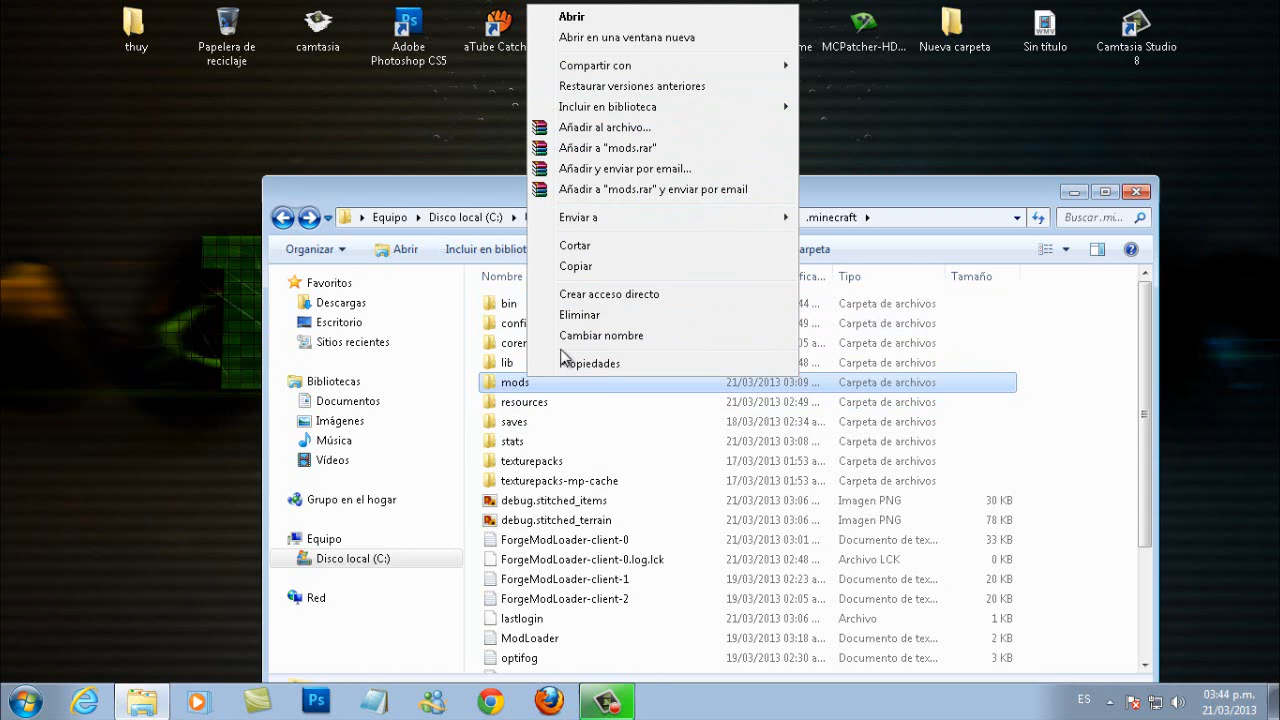 thuy
Papelera de
reciclaje
camtasia
Adobe
Photoshop CS5
aTube Catch
McPatcher-HD...
Nueva carpeta
Sin título
Camtasia Studio
8
Abrir
Abrir en una ventana nueva
Compartir con
Restaurar versiones anteriores
Incluir en biblioteca
Añadir al archivo...
Añadir a "mods.rar"
Añadir y enviar por email...
Añadir a "mods.rar" y enviar por email
Enviar a
Cortar
Copiar
Crear acceso directo
Eliminar
Cambiar nombre
Propiedades
Equipo Disco local (C:) .minecraft Buscar .mi...
Organizar Abrir Incluir en bibliot carpeta
Favoritos
Descargas
Escritorio
Sitios recientes
Bibliotecas
Documentos
Imágenes
Música
Vídeos
Grupo en el hogar
Equipo
Disco local (C:)
Red
Nombre ifica... Tipo Tamaño
bin 44 ... Carpeta de archivos
confi 23 ... Carpeta de archivos
corer 49 ... Carpeta de archivos
lib Carpeta de archivos
mods 21/03/2013 03:09 ... Carpeta de archivos
resources 21/03/2013 02:49 ... Carpeta de archivos
saves 18/03/2013 02:34 a... Carpeta de archivos
stats 21/03/2013 03:08 ... Carpeta de archivos
texturepacks 17/03/2013 01:53 ... Carpeta de archivos
texturepacks-mp-cache 17/03/2013 01:53 ... Carpeta de archivos
debug.stitched_items 21/03/2013 03:06 ... Imagen PNG 30 KB
debug.stitched_terrain 21/03/2013 03:06 ... Imagen PNG 78 KB
ForgeModLoader-client-0 21/03/2013 03:01 ... Documento de tex... 33 KB
ForgeModLoader-client-0.log.lck 21/03/2013 02:48 ... Archivo LCK 0 KB
ForgeModLoader-client-1 19/03/2013 02:23 a... Documento de tex... 20 KB
ForgeModLoader-client-2 19/03/2013 02:05 a... Documento de tex... 20 KB
lastlogin 21/03/2013 03:06 ... Archivo 1 KB
ModLoader 19/03/2013 03:18 a... Documento de tex... 2 KB
optifog 19/03/2013 02:30 a... Documento de tex... 3 KB
ES
03:44 p.m.
21/03/2013